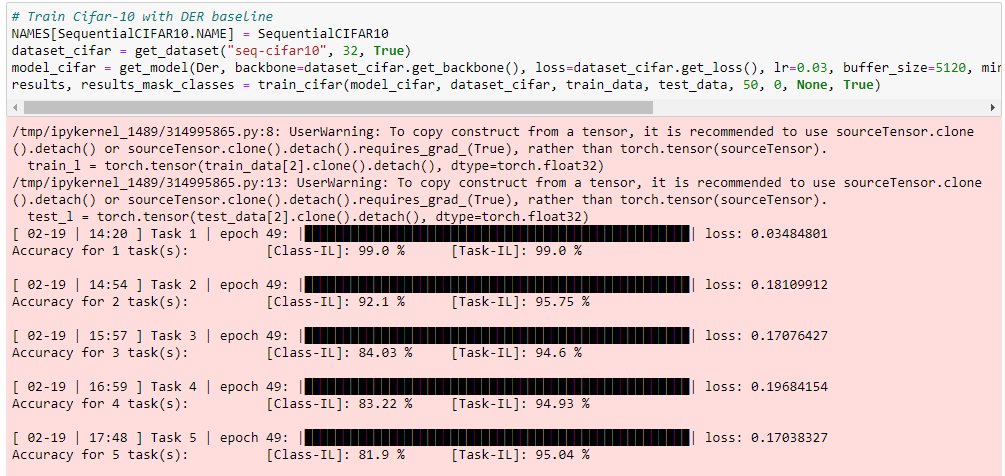 # Train Cifar-10 with DER baseline
NAMES[SequentialCIFAR10.NAME] = SequentialCIFAR10
dataset_cifar = get_dataset("seq-cifar10", 32, True)
model_cifar = get_model(Der, backbone=dataset_cifar.get_backbone(), loss=dataset_cifar.get_loss(), lr=0.03, buffer_size=5120, min
results, results_mask_classes = train_cifar(model_cifar, dataset_cifar, train_data, test_data, 50, 0, None, True)
/tmp/ipykernel_1489/314995865.py:8: UserWarning: To copy construct from a tensor, it is recommended to use sourceTensor.clone
().detach() or sourceTensor.clone().detach().requires_grad_(True), rather than torch.tensor(sourceTensor).
train_l = torch.tensor(train_data[2].clone().detach(), dtype=torch.float32)
/tmp/ipykernel_1489/314995865.py:13: UserWarning: To copy construct from a tensor, it is recommended to use sourceTensor.clone
().detach() or sourceTensor.clone().detach().requires_grad_(True), rather than torch.tensor(sourceTensor).
test_l = torch.tensor(test_data[2].clone().detach(), dtype=torch.float32)
[ 02-19 | 14:20 ] Task 1 | epoch 49: | | loss: 0.03484801
Accuracy for 1 task(s): [Class-IL]: 99.0 % [Task-IL]: 99.0 %
[ 02-19 | 14:54 ] Task 2 | epoch 49: | | loss: 0.18109912
Accuracy for 2 task(s): [Class-IL]: 92.1 % [Task-IL]: 95.75 %
[ 02-19 | 15:57 ] Task 3 | epoch 49: | | loss: 0.17076427
Accuracy for 3 task(s): [Class-IL]: 84.03 % [Task-IL]: 94.6 %
[ 02-19 | 16:59 ] Task 4 | epoch 49: | | loss: 0.19684154
Accuracy for 4 task(s): [Class-IL]: 83.22 % [Task-IL]: 94.93 %
[ 02-19 | 17:48 ] Task 5 | epoch 49: | | loss: 0.17038327
Accuracy for 5 task(s): [Class-IL]: 81.9 % [Task-IL]: 95.04 %